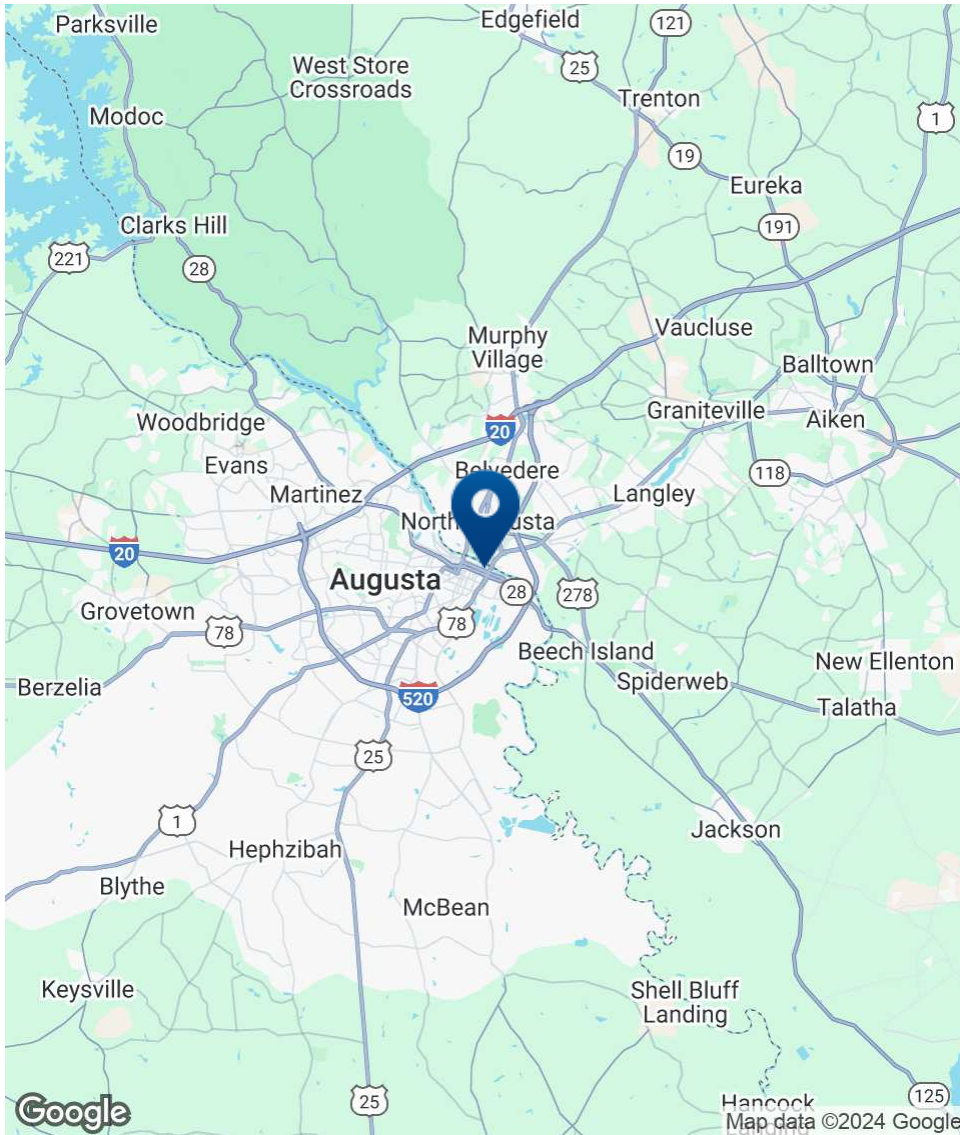 Parksville
Edgefield
121
25
West Store
Crossroads
Trenton
Modoc
1
19
Eureka
Clarks Hill
191
221
28
Murphy
Village
Vaucluse
Balltown
Graniteville
Woodbridge
20
Aiken
Evans
Belvedere
118
Martinez
Langley
North Augusta
20
Augusta
28
278
Grovetown
78
78
Beech Island
New Ellenton
Berzelia
Spiderweb
520
Talatha
25
1
Jackson
Hephzibah
Blythe
McBean
Keysville
Shell Bluff
Landing
Google
25
125
Hancock
Landing
Map data ©2024 Google